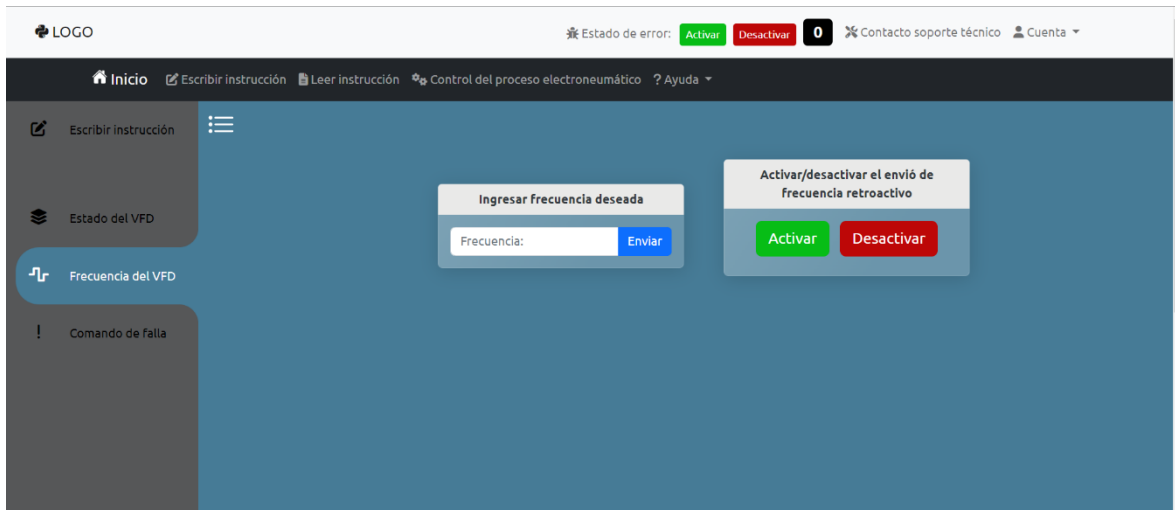 LOGO
Estado de error: Activar Desactivar 0 Contacto soporte técnico Cuenta
Inicio Escribir instrucción Leer instrucción Control del proceso electroneumático ? Ayuda
Escribir instrucción
Estado del VFD
Frecuencia del VFD
! Comando de falla
Ingresar frecuencia deseada
Frecuencia: Enviar
Activar/desactivar el envió de
frecuencia retroactivo
Activar Desactivar